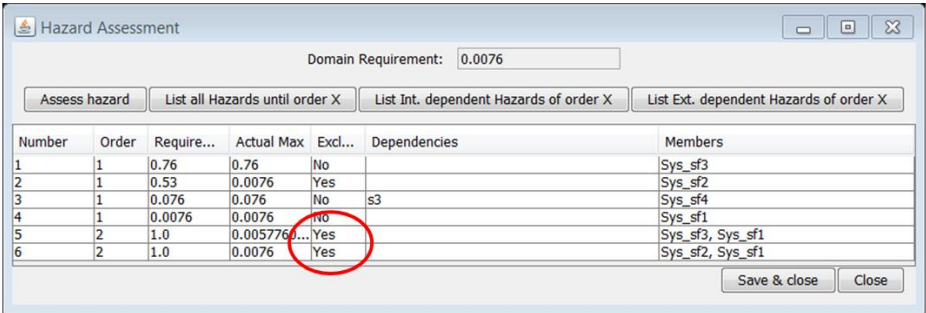 Hazard Assessment
Domain Requirement: 0.0076
Assess hazard List all Hazards until order X List Int. dependent Hazards of order X List Ext. dependent Hazards of order X
Number Order Require... Actual Max Excl... Dependencies Members
1 1 0.76 0.76 No Sys_sf3
2 1 0.53 0.0076 Yes Sys_sf2
3 1 0.076 0.076 No s3 Sys_sf4
4 1 0.0076 0.0076 No Sys_sf1
5 2 1.0 0.0057760... Yes Sys_sf3, Sys_sf1
6 2 1.0 0.0076 Yes Sys_sf2, Sys_sf1
Save & close Close